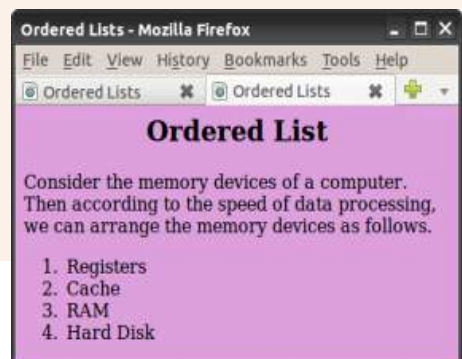 Ordered Lists - Mozilla Firefox
File Edit View History Bookmarks Tools Help
Ordered Lists Ordered Lists
Ordered List
Consider the memory devices of a computer.
Then according to the speed of data processing,
we can arrange the memory devices as follows.
1. Registers
2. Cache
3. RAM
4. Hard Disk